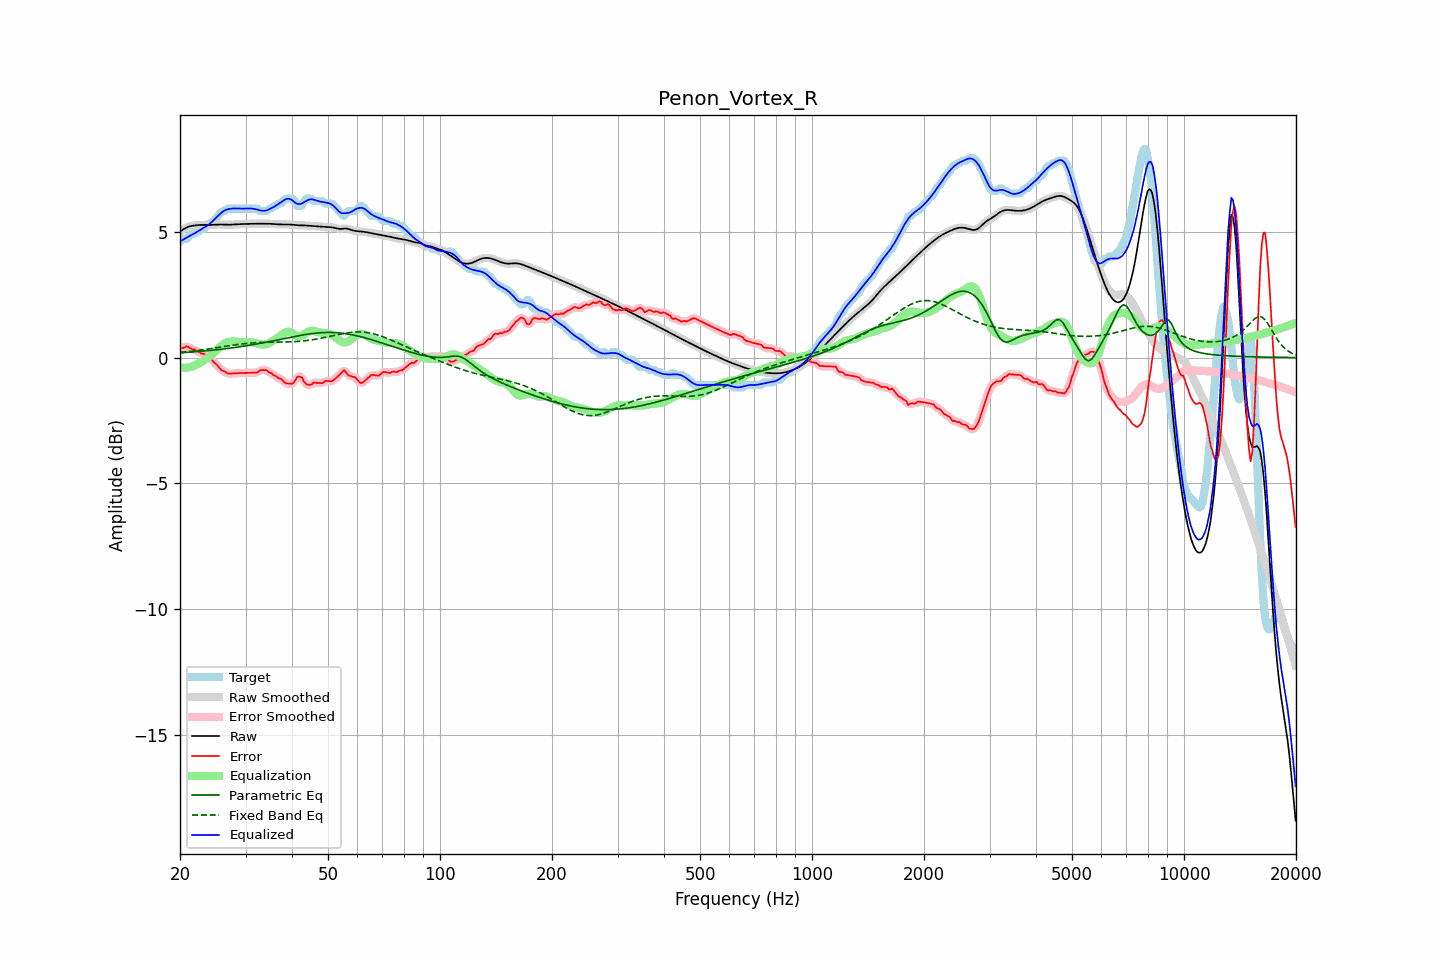 Penon_Vortex_R
5
0
−5
−10
−15
Amplitude (dBr)
20
50
100
200
500
1000
2000
5000
10000
20000
Frequency (Hz)
Target
Raw Smoothed
Error Smoothed
Raw
Error
Equalization
Parametric Eq
Fixed Band Eq
Equalized